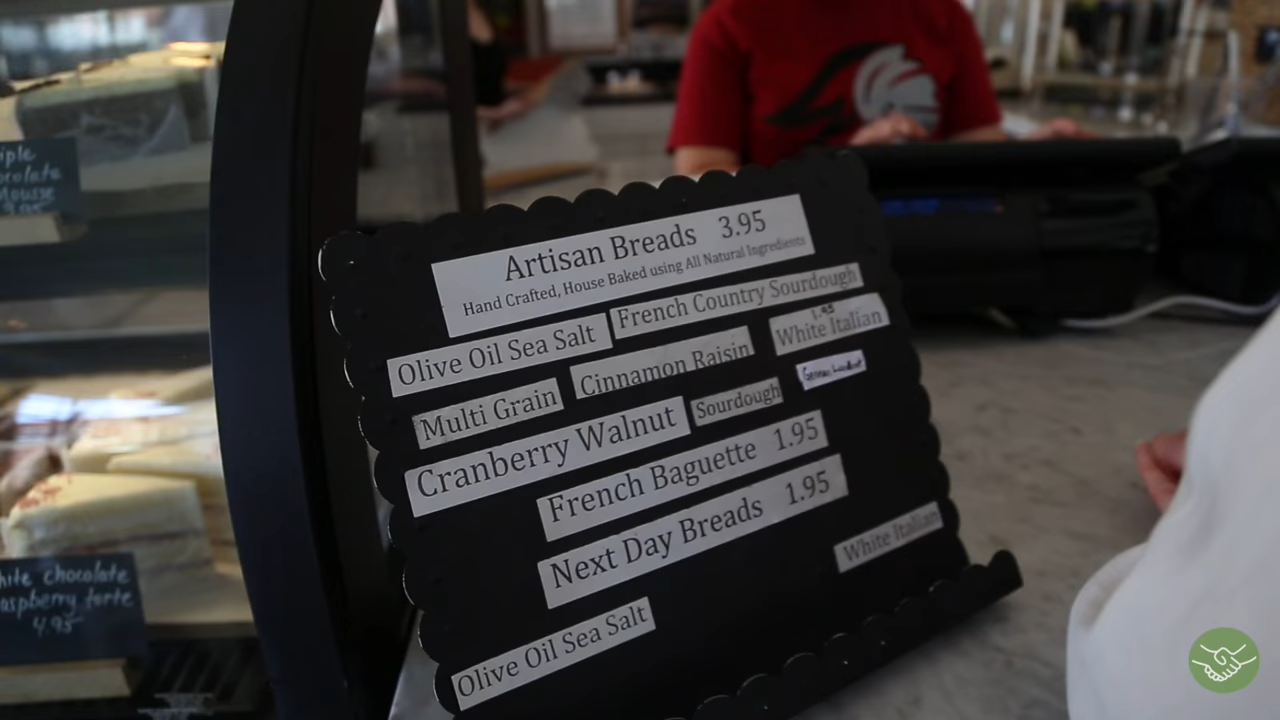 Artisan Breads 3.95
Hand Crafted, House Baked using All Natural Ingredients
Olive Oil Sea Salt
French Country Sourdough
Multi Grain
Cinnamon Raisin
1.95
White Italian
Cranberry Walnut
Sourdough
German
French Baguette 1.95
Next Day Breads 1.95
White Italian
Olive Oil Sea Salt
iple
ocolate
Mousse
hite chocolate
aspberry torte
4.95